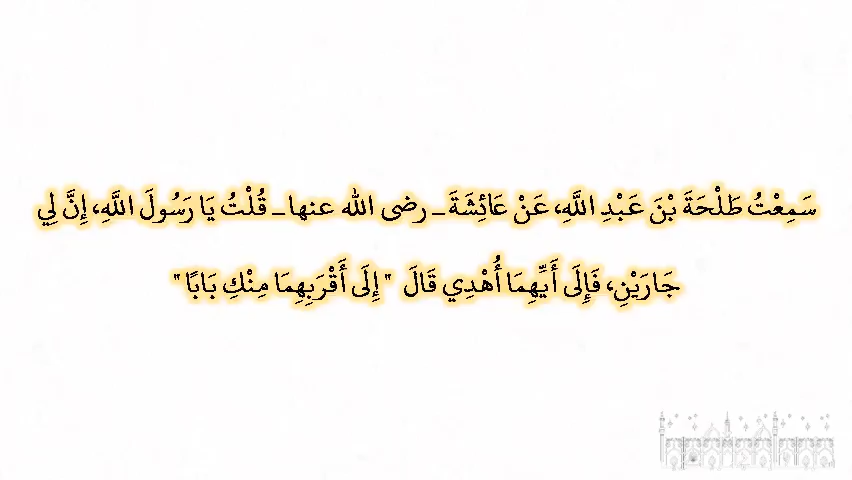 سَمِعْتُ طَلْحَةَ بْنَ عَبْدِ اللَّهِ، عَنْ عَائِشَةَ ـ رضى الله عنها ـ قُلْتُ يَا رَسُولَ اللَّهِ، إِنَّ لِي
جَارَيْنِ، فَإِلَى أَيِّهِمَا أُهْدِي قَالَ " إِلَى أَقْرَبِهِمَا مِنْكِ بَابًا "